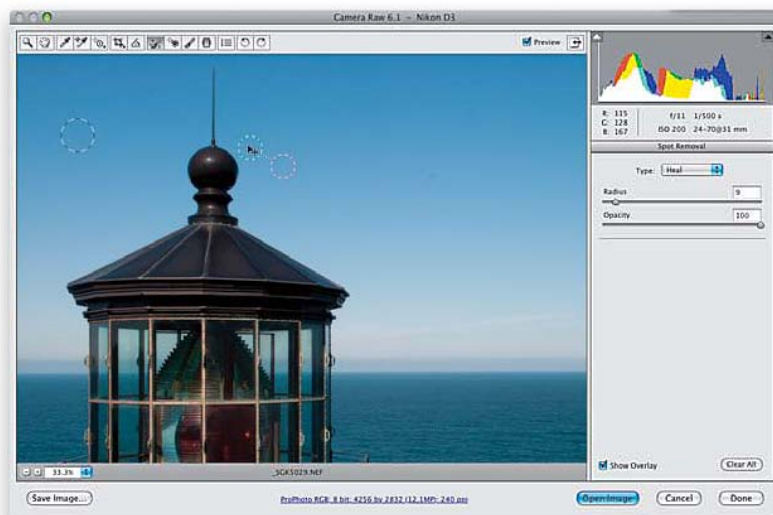 Camera Raw 6.1 – Nikon D3
Preview
R: 115
G: 128
B: 167
f/11 1/500 s
ISO 200 24-70@31 mm
Spot Removal
Type: Heal
Radius 9
Opacity 100
Show Overlay
Clear All
33.3%
_SGK5029.NEF
Save Image...
ProPhoto RGB; 8 bit; 4256 by 2832 (12.1MP); 240 ppi
Open Image
Cancel
Done